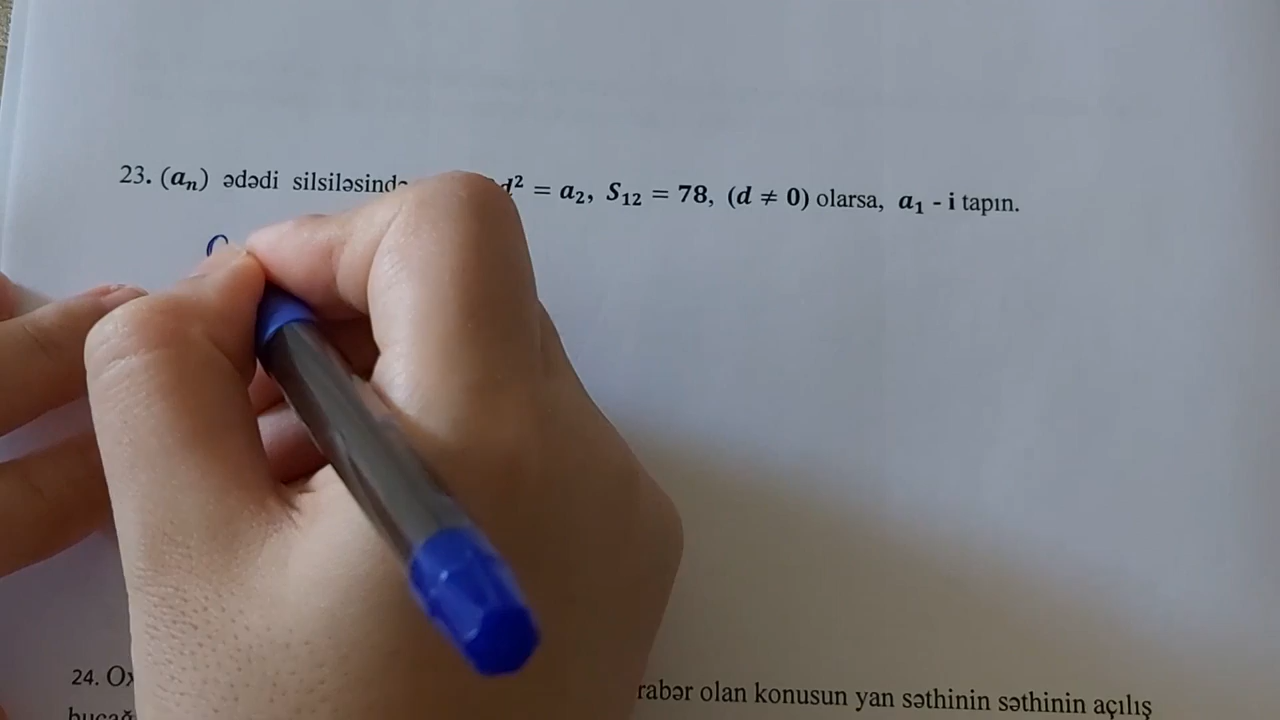 23. (aₙ) ədədi silsiləsində d² = a₂, S₁₂ = 78, (d ≠ 0) olarsa, a₁ - i tapın.
24. rabər olan konusun yan səthinin səthinin açılış